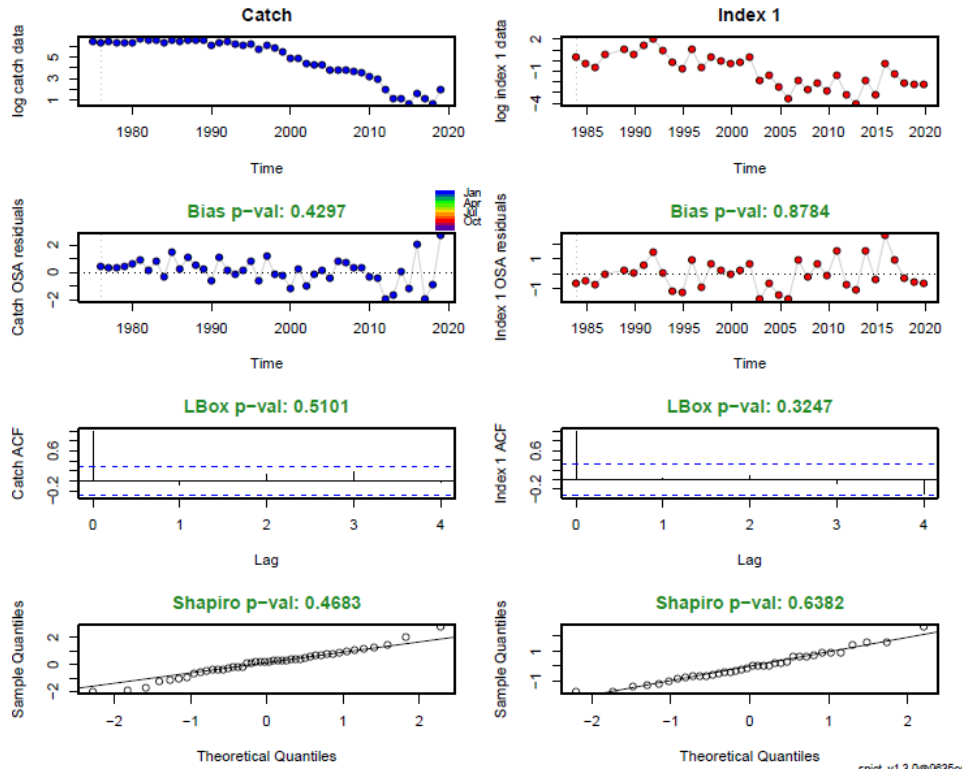 Catch
log catch data
5
3
1
1980 1990 2000 2010 2020
Time
Index 1
log index 1 data
2
−1
−4
1985 1990 1995 2000 2005 2010 2015 2020
Time
Bias p−val: 0.4297
Jan
Apr
Jul
Oct
Catch OSA residuals
2
0
−2
1980 1990 2000 2010 2020
Time
Bias p−val: 0.8784
Index 1 OSA residuals
1
−1
1985 1990 1995 2000 2005 2010 2015 2020
Time
LBox p−val: 0.5101
Catch ACF
0.6
−0.2
0 1 2 3 4
Lag
LBox p−val: 0.3247
Index 1 ACF
0.6
−0.2
0 1 2 3 4
Lag
Shapiro p−val: 0.4683
Sample Quantiles
2
0
−2
−2 −1 0 1 2
Theoretical Quantiles
Shapiro p−val: 0.6382
Sample Quantiles
1
−1
−2 −1 0 1 2
Theoretical Quantiles